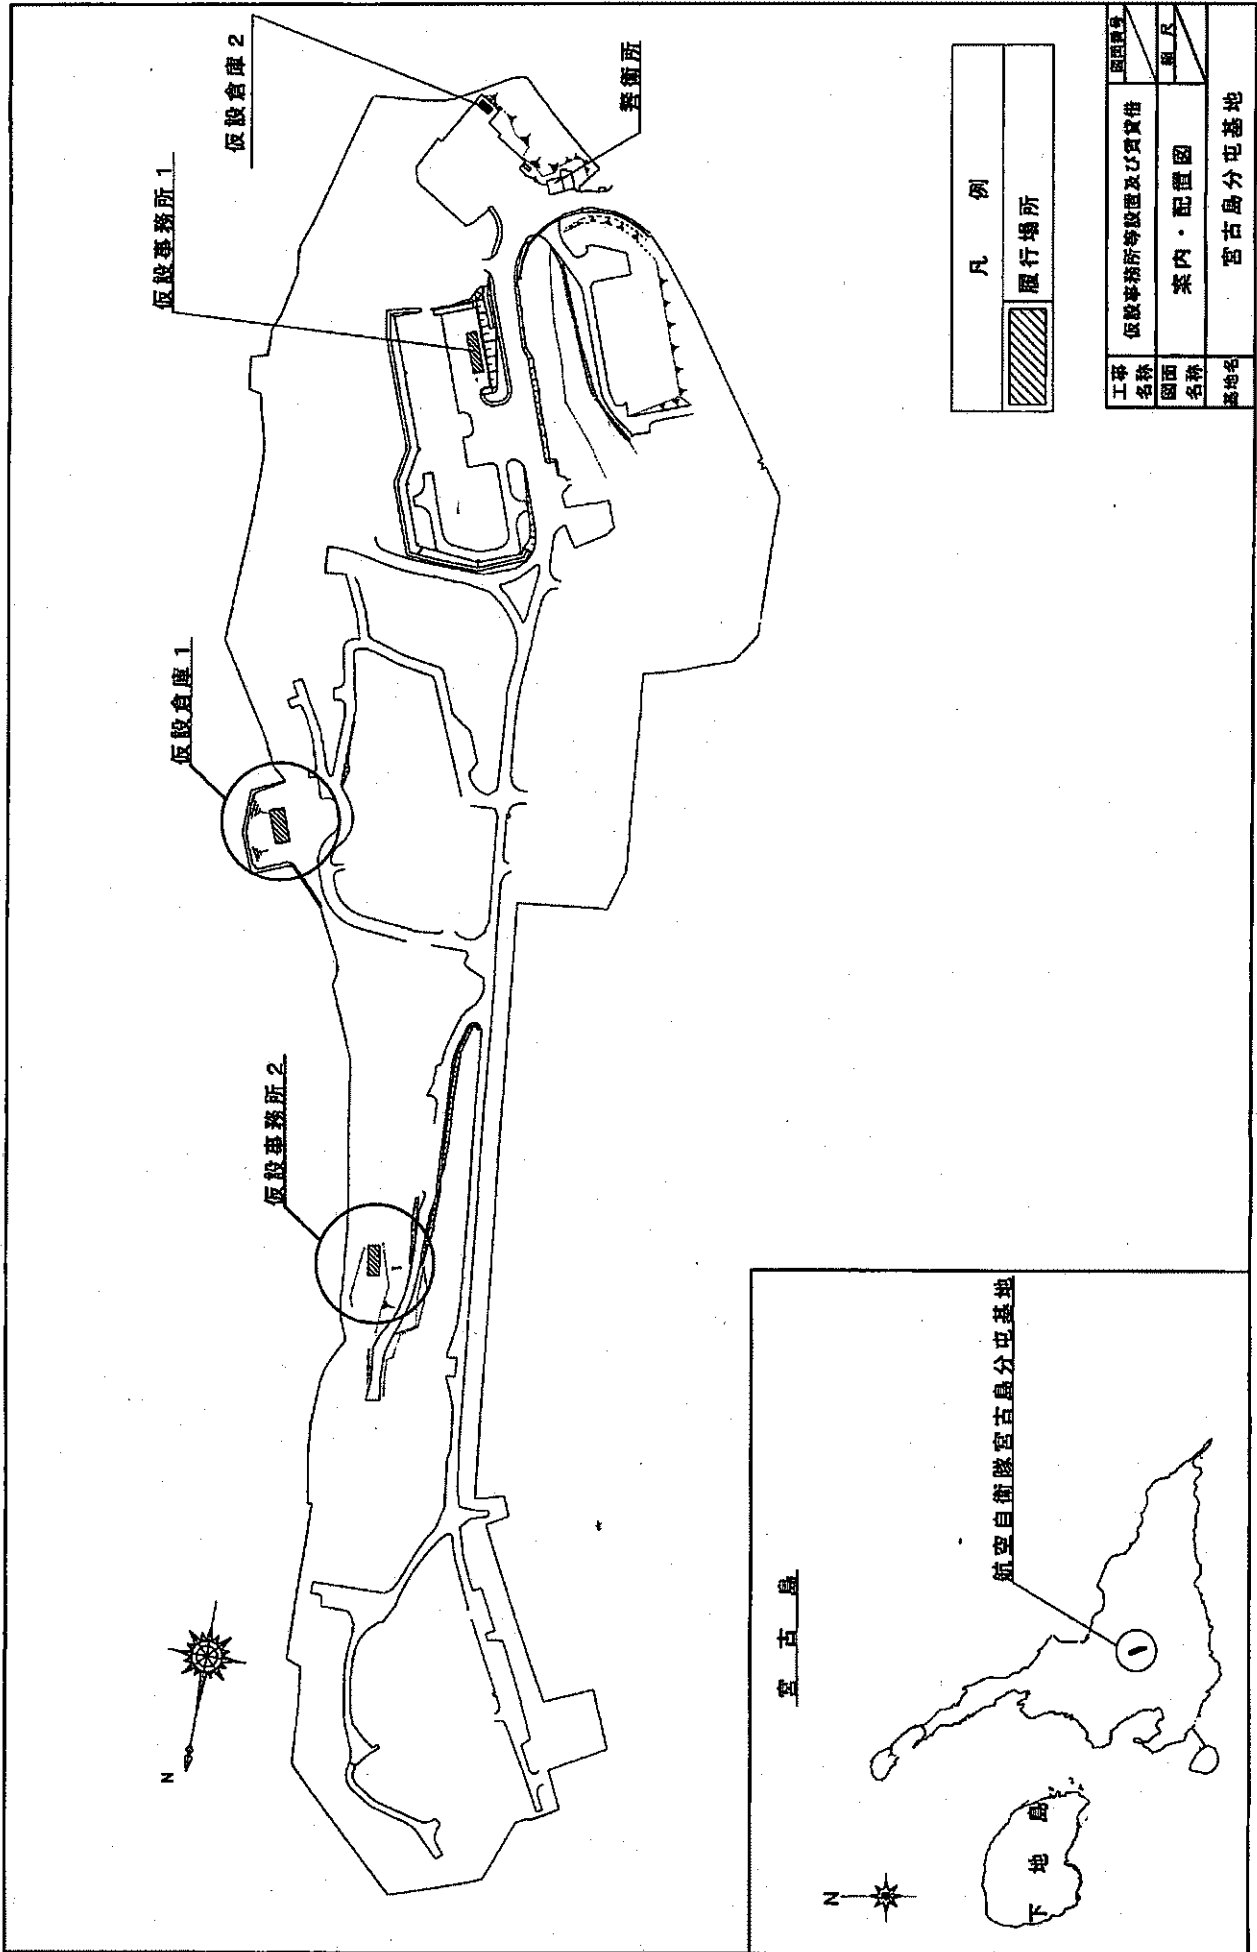 仮設倉庫2
仮設事務所1
警衛所
仮設倉庫1
仮設事務所2
N
凡 例
履行場所
工事名称
仮設事務所等設置及び賃貸借
図面番号
図面名称
案内・配置図
縮尺
基地名
宮古島分屯基地
宮古島
航空自衛隊宮古島分屯基地
N
下地島